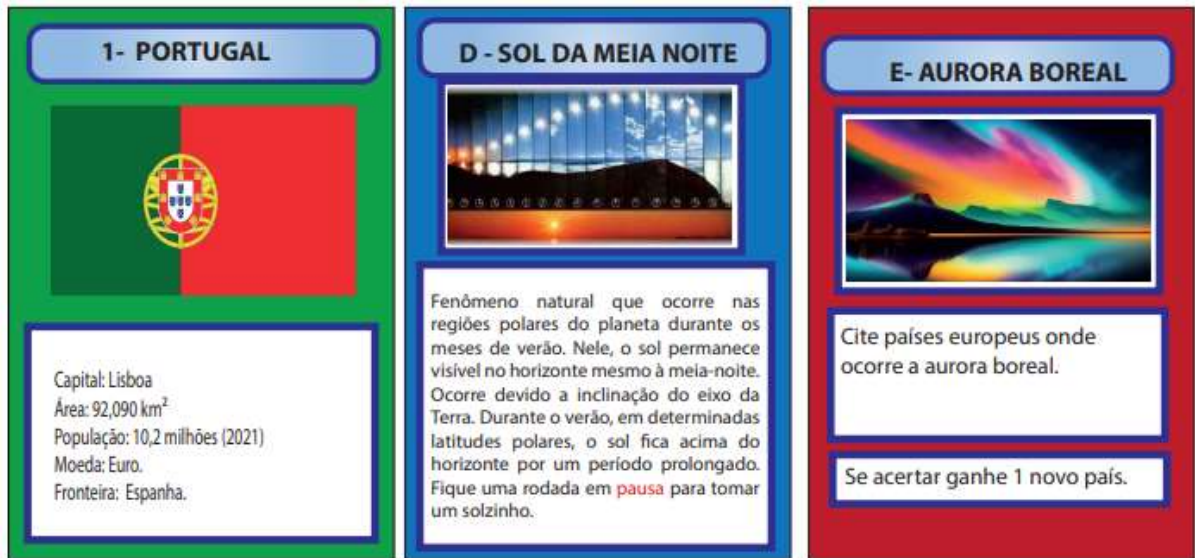 1- PORTUGAL
Capital: Lisboa
Área: 92,090 km²
População: 10,2 milhões (2021)
Moeda: Euro.
Fronteira: Espanha.
D - SOL DA MEIA NOITE
Fenômeno natural que ocorre nas
regiões polares do planeta durante os
meses de verão. Nele, o sol permanece
visível no horizonte mesmo à meia-noite.
Ocorre devido a inclinação do eixo da
Terra. Durante o verão, em determinadas
latitudes polares, o sol fica acima do
horizonte por um período prolongado.
Fique uma rodada em pausa para tomar
um solzinho.
E- AURORA BOREAL
Cite países europeus onde
ocorre a aurora boreal.
Se acertar ganhe 1 novo país.